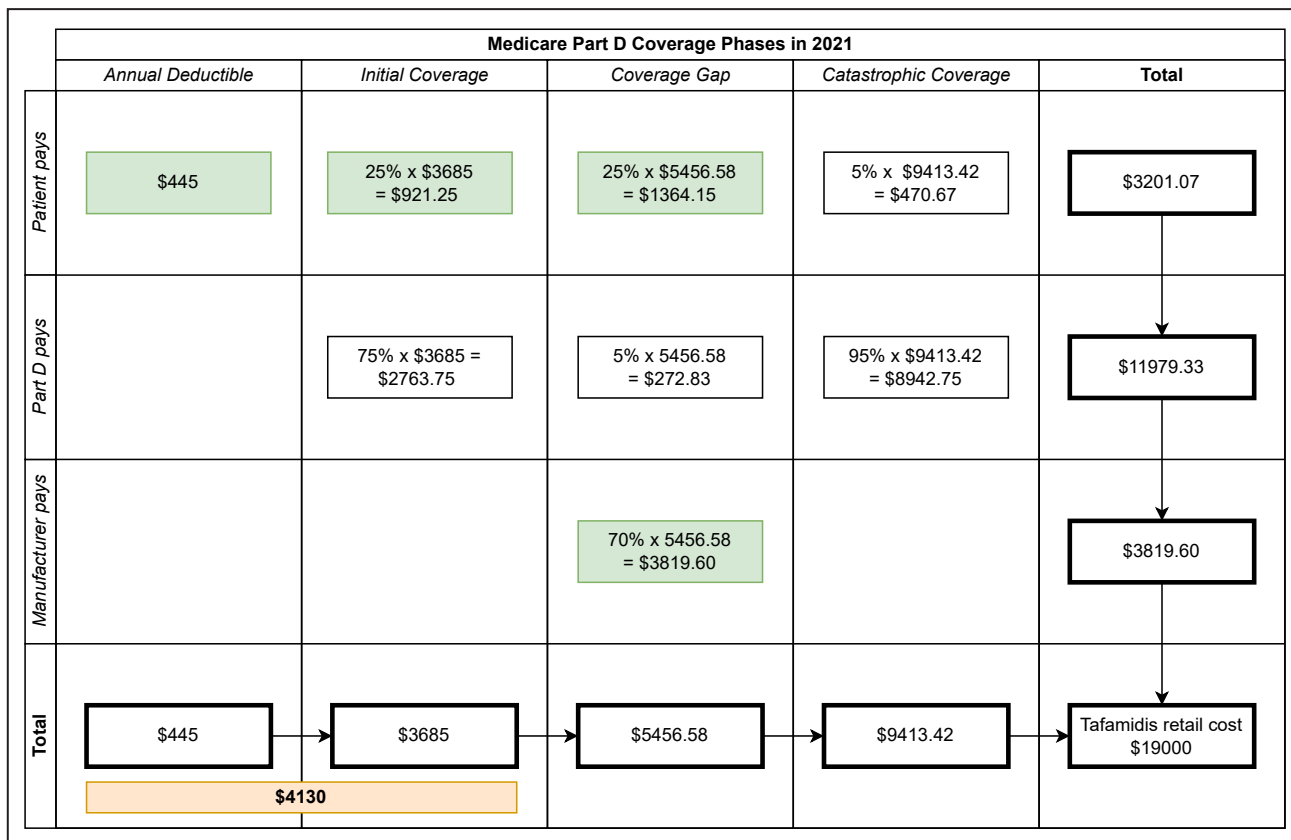 Medicare Part D Coverage Phases in 2021
Annual Deductible
Initial Coverage
Coverage Gap
Catastrophic Coverage
Total
Patient pays
$445
25% x $3685
= $921.25
25% x $5456.58
= $1364.15
5% x $9413.42
= $470.67
$3201.07
Part D pays
75% x $3685 =
$2763.75
5% x 5456.58
= $272.83
95% x $9413.42
= $8942.75
$11979.33
Manufacturer pays
70% x 5456.58
= $3819.60
$3819.60
Total
$445
$3685
$5456.58
$9413.42
Tafamidis retail cost
$19000
$4130